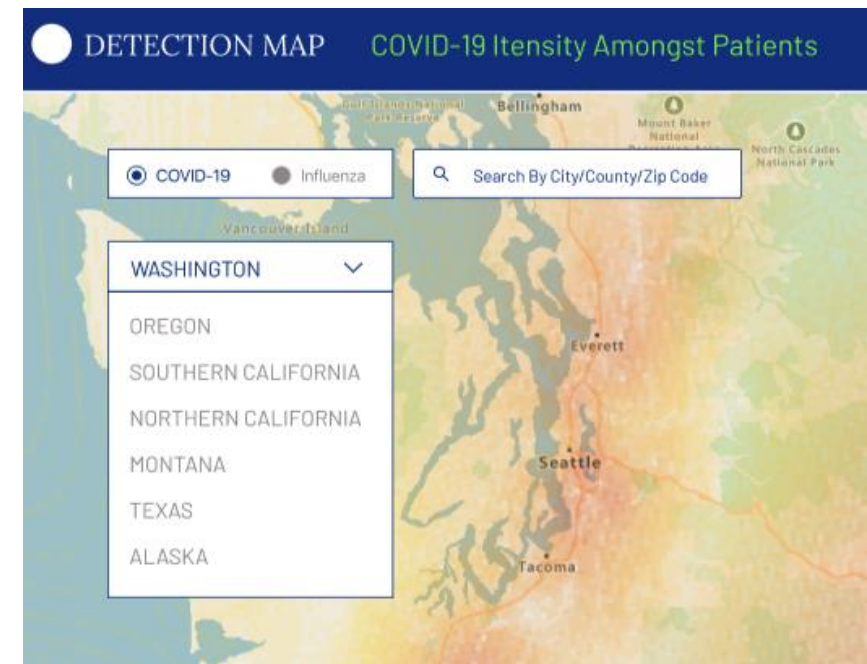 DETECTION MAP
COVID-19 Itensity Amongst Patients
Bellingham
Mount Baker
National
North Cascades
National Park
COVID-19
Influenza
Search By City/County/Zip Code
Vancouver Island
WASHINGTON
OREGON
SOUTHERN CALIFORNIA
NORTHERN CALIFORNIA
MONTANA
TEXAS
ALASKA
Everett
Seattle
Tacoma